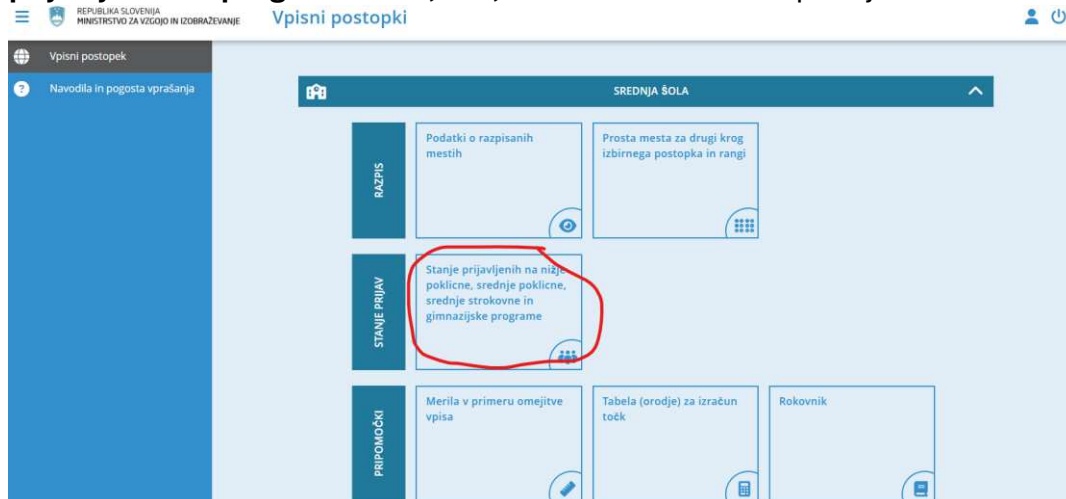 REPUBLIKA SLOVENIJA
MINISTRSTVO ZA VZGOJO IN IZOBRAŽEVANJE
Vpisni postopki
Vpisni postopek
Navodila in pogosta vprašanja
SREDNJA ŠOLA
RAZPIS
Podatki o razpisanih
mestih
Prosta mesta za drugi krog
izbirnega postopka in rangi
STANJE PRIJAV
Stanje prijavljenih na nižje
poklicne, srednje poklicne,
srednje strokovne in
gimnazijske programe
PRIPOMOČKI
Merila v primeru omejitve
vpisa
Tabela (orodje) za izračun
točk
Rokovnik